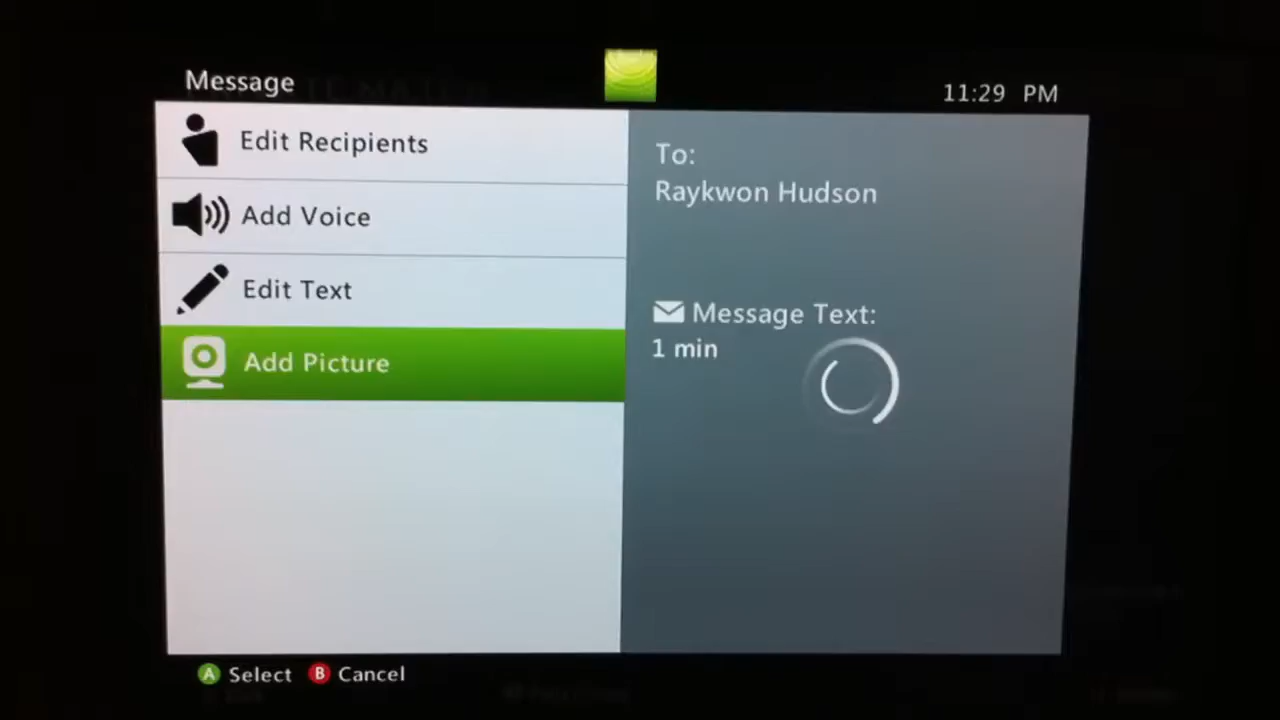 Message
11:29 PM
Edit Recipients
Add Voice
Edit Text
Add Picture
To:
Raykwon Hudson
Message Text:
1 min
A Select B Cancel